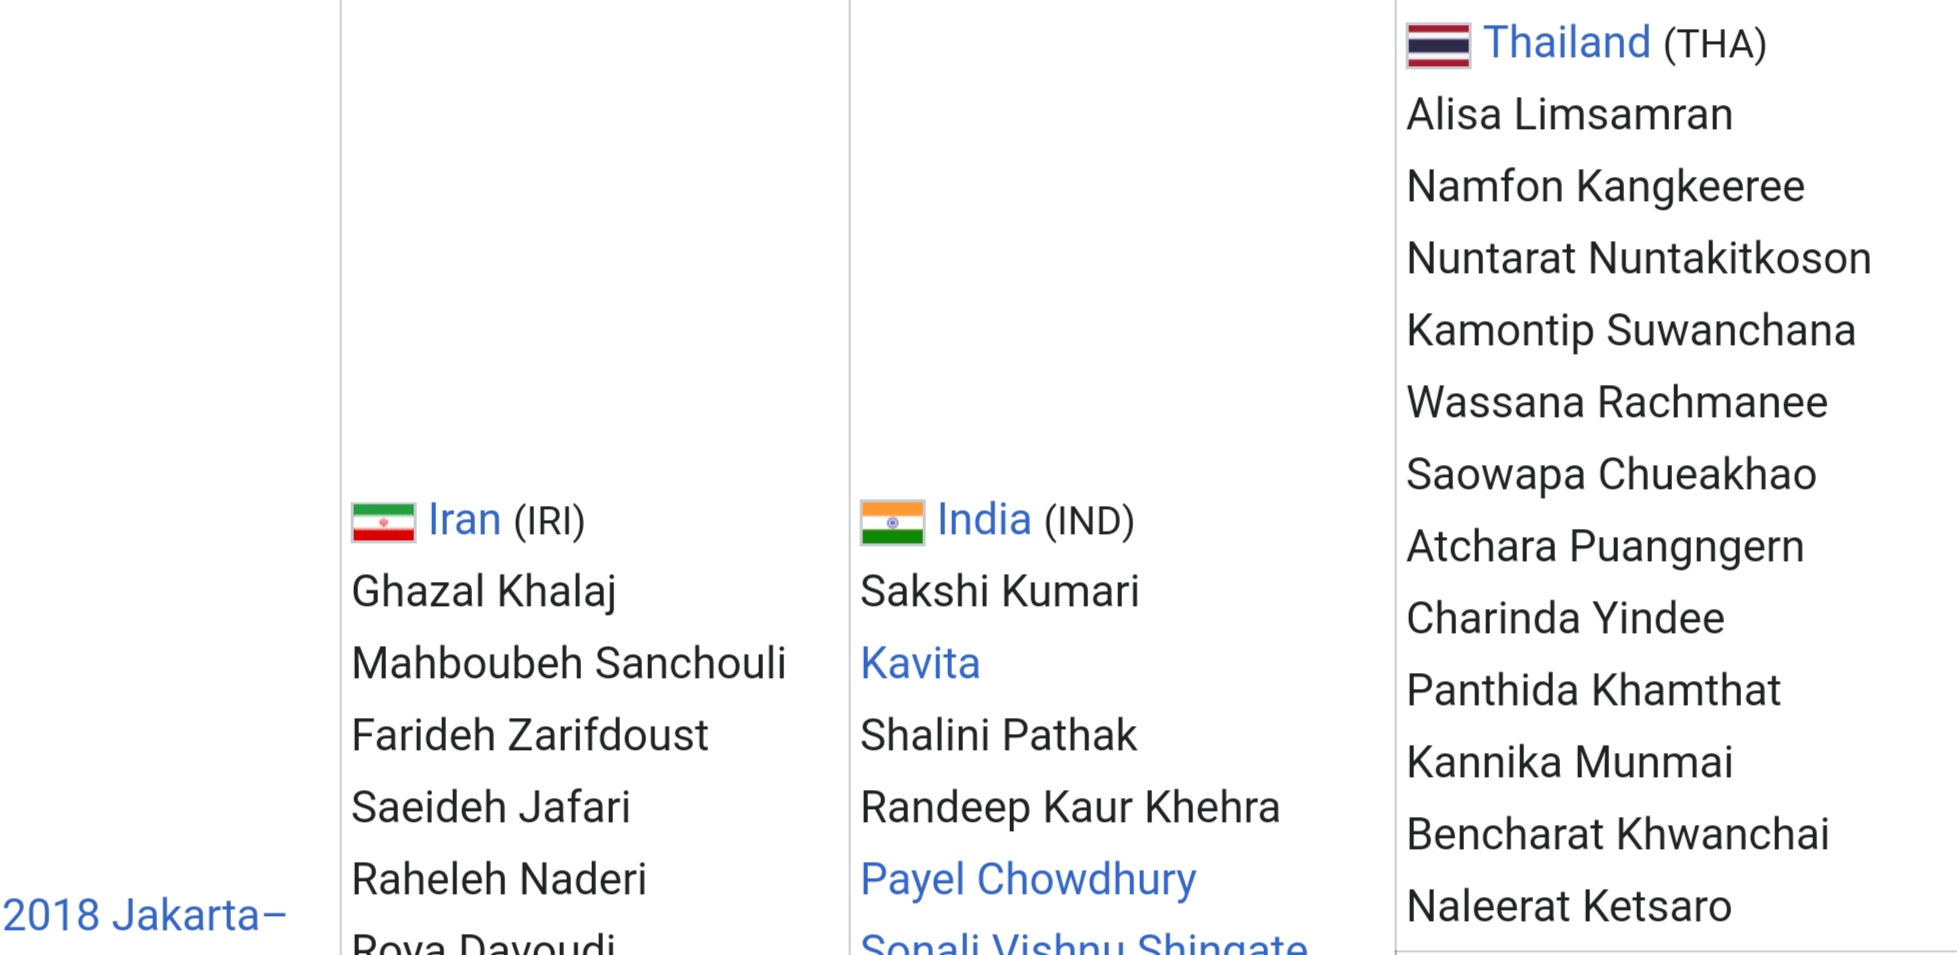 2018 Jakarta–
Iran (IRI)
Ghazal Khalaj
Mahboubeh Sanchouli
Farideh Zarifdoust
Saeideh Jafari
Raheleh Naderi
Roya Davoudi
India (IND)
Sakshi Kumari
Kavita
Shalini Pathak
Randeep Kaur Khehra
Payel Chowdhury
Sonali Vishnu Shingate
Thailand (THA)
Alisa Limsamran
Namfon Kangkeeree
Nuntarat Nuntakitkoson
Kamontip Suwanchana
Wassana Rachmanee
Saowapa Chueakhao
Atchara Puangngern
Charinda Yindee
Panthida Khamthat
Kannika Munmai
Bencharat Khwanchai
Naleerat Ketsaro